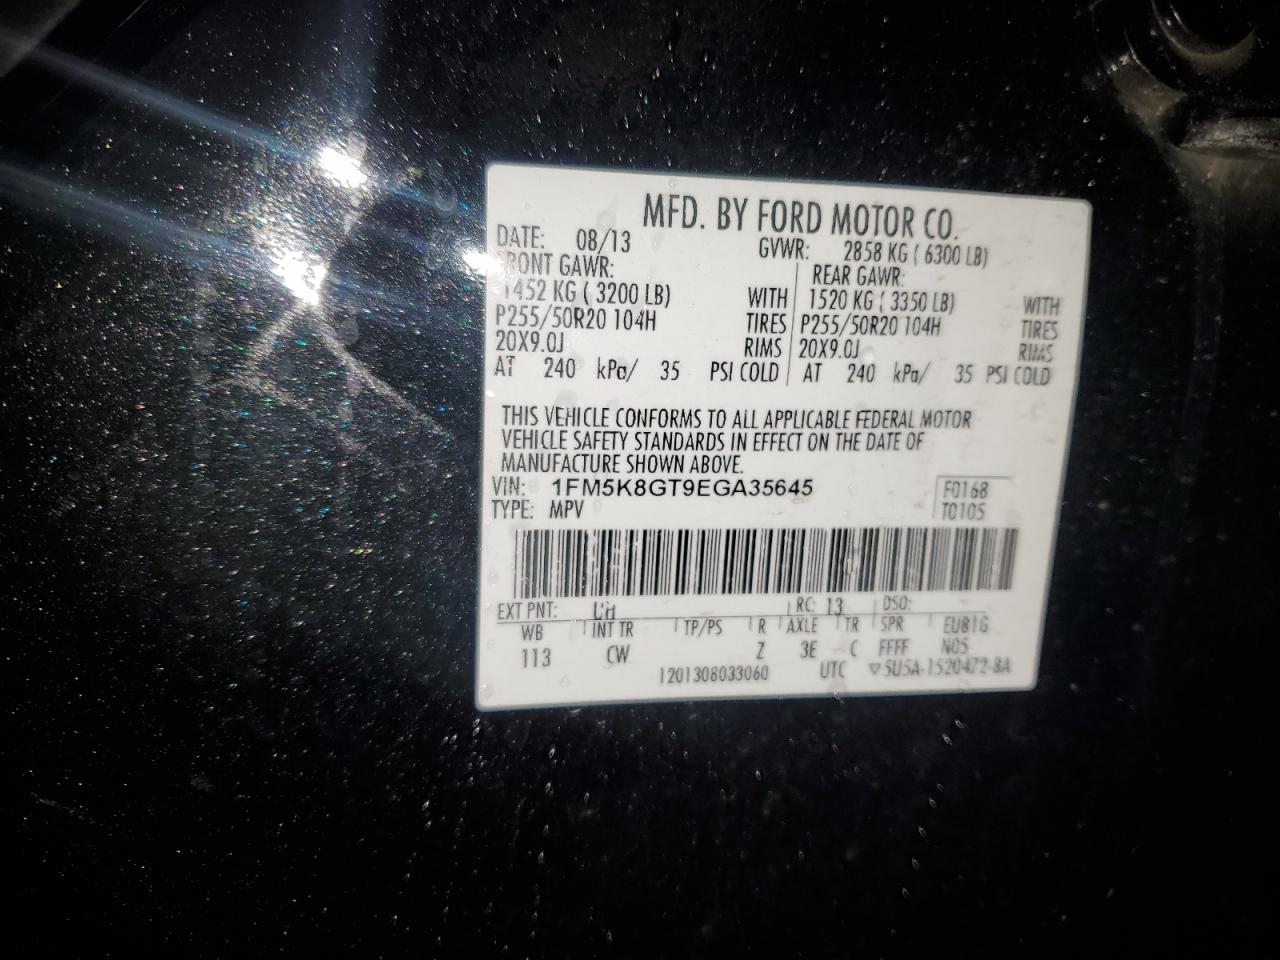 MFD. BY FORD MOTOR CO.
DATE: 08/13 GVWR: 2858 KG ( 6300 LB)
FRONT GAWR: REAR GAWR:
1452 KG ( 3200 LB) WITH 1520 KG ( 3350 LB) WITH
P255/50R20 104H TIRES P255/50R20 104H TIRES
20X9.0J RIMS 20X9.0J RIMS
AT 240 kPa/ 35 PSI COLD AT 240 kPa/ 35 PSI COLD
THIS VEHICLE CONFORMS TO ALL APPLICABLE FEDERAL MOTOR
VEHICLE SAFETY STANDARDS IN EFFECT ON THE DATE OF
MANUFACTURE SHOWN ABOVE.
VIN: 1FM5K8GT9EGA35645 F0168
TYPE: MPV T0105
EXT PNT: RC: 13 DSO:
WB INT TR TP/PS R AXLE TR SPR EU81G
113 CW Z 3E C FFFF N05
1201308033060 UTC ▽5U5A-1520472-BA